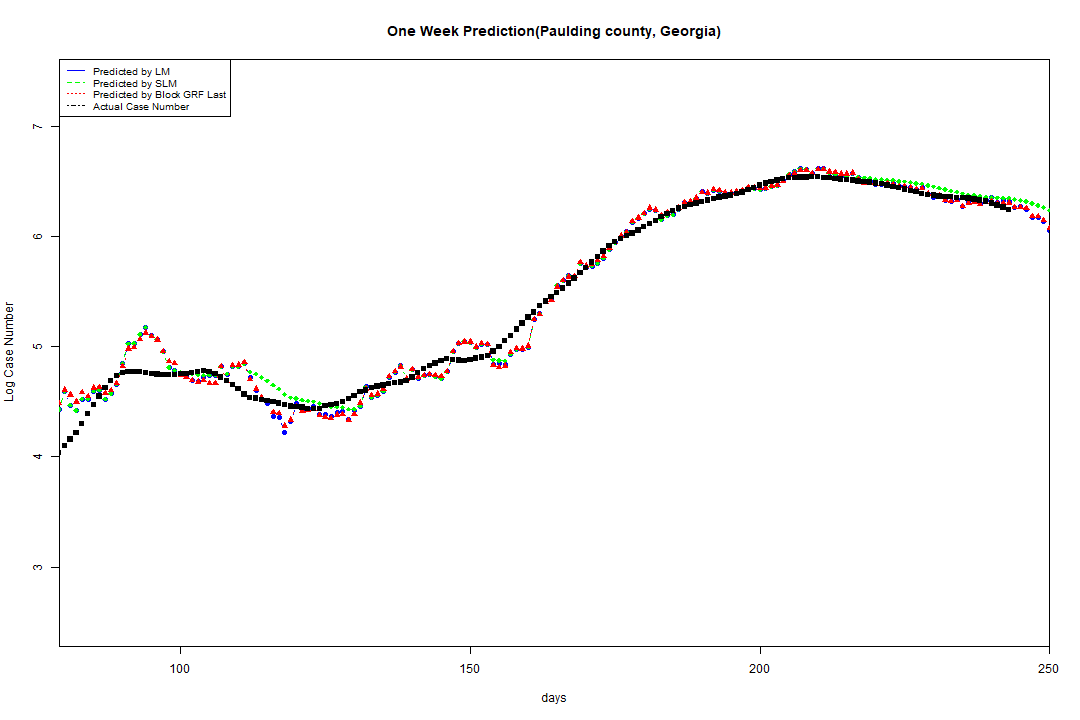 One Week Prediction(Paulding county, Georgia)
Predicted by LM
Predicted by SLM
Predicted by Block GRF Last
Actual Case Number
7
6
5
4
3
Log Case Number
100 150 200 250
days